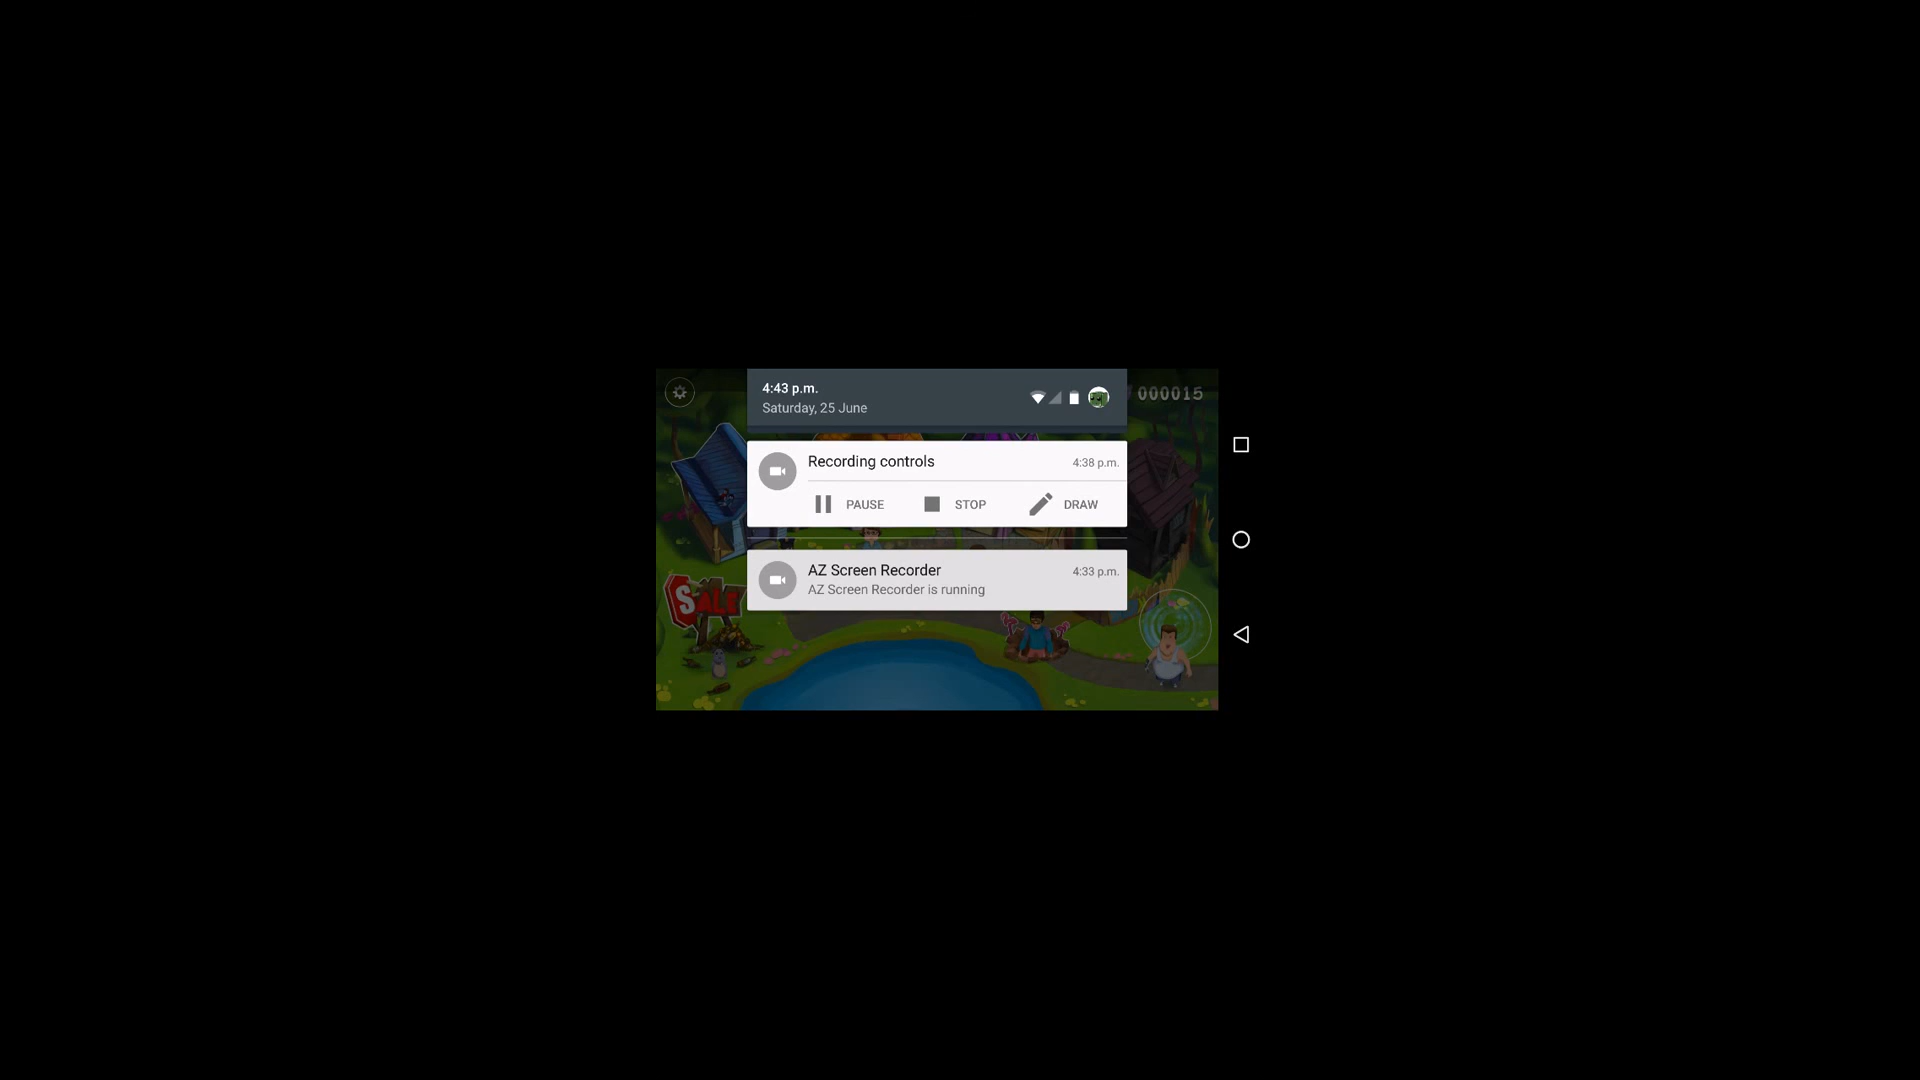 4:43 p.m.
Saturday, 25 June
000015
Recording controls
4:38 p.m.
PAUSE
STOP
DRAW
AZ Screen Recorder
4:33 p.m.
AZ Screen Recorder is running
SALE